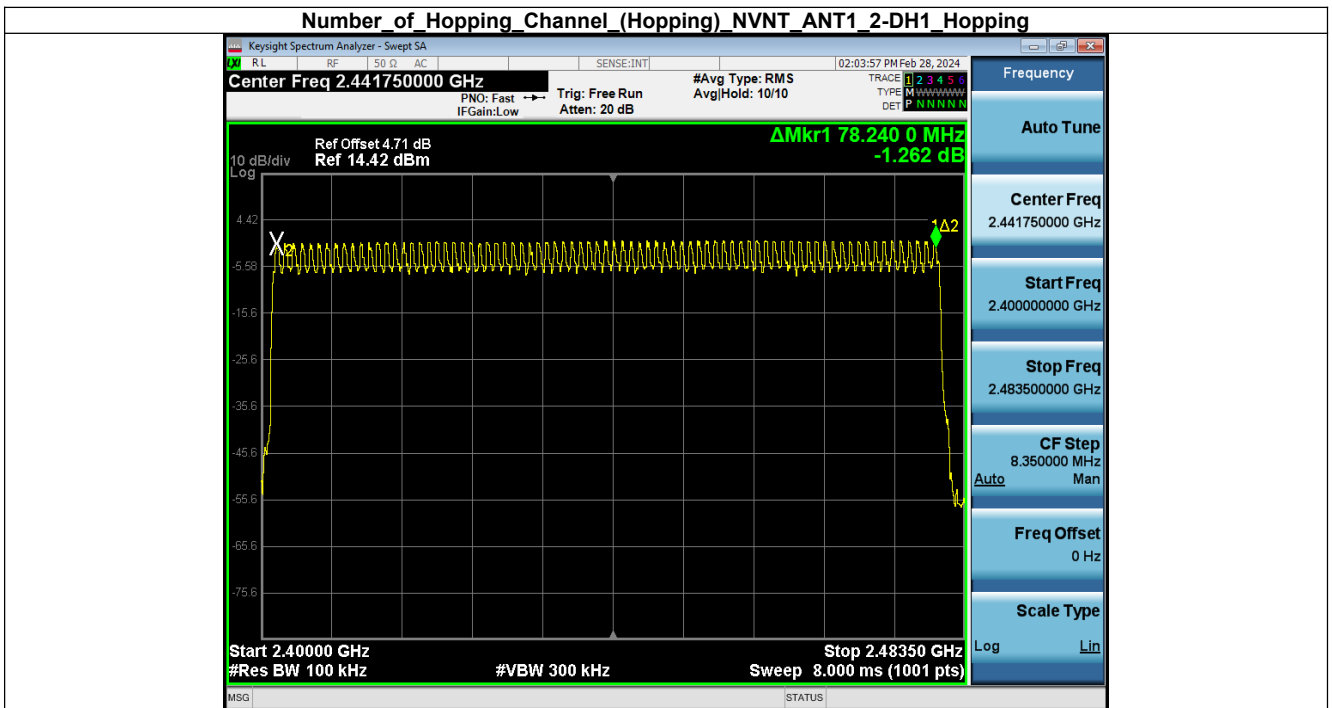 Number_of_Hopping_Channel_(Hopping)_NVNT_ANT1_2-DH1_Hopping
Keysight Spectrum Analyzer - Swept SA
LXI RL RF 50 Ω AC SENSE:INT 02:03:57 PM Feb 28, 2024
Center Freq 2.441750000 GHz
PNO: Fast
IFGain:Low
Trig: Free Run
Atten: 20 dB
#Avg Type: RMS
Avg|Hold: 10/10
TRACE 1 2 3 4 5 6
TYPE M WWWWW
DET P N N N N N
Frequency
Auto Tune
Center Freq
2.441750000 GHz
Start Freq
2.400000000 GHz
Stop Freq
2.483500000 GHz
CF Step
8.350000 MHz
Auto Man
Freq Offset
0 Hz
Scale Type
Log Lin
ΔMkr1 78.240 0 MHz
-1.262 dB
Ref Offset 4.71 dB
10 dB/div Ref 14.42 dBm
Log
4.42
-5.58
-15.6
-25.6
-35.6
-45.6
-55.6
-65.6
-75.6
X2
1Δ2
Start 2.40000 GHz Stop 2.48350 GHz
#Res BW 100 kHz #VBW 300 kHz Sweep 8.000 ms (1001 pts)
MSG STATUS